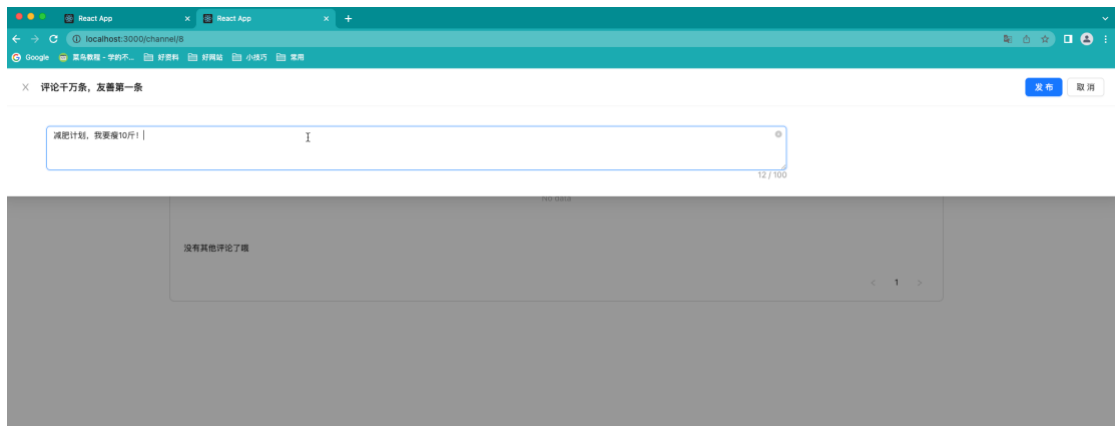 React App
React App
localhost:3000/channel/8
Google
菜鸟教程 - 学的不...
好资料
好网站
小技巧
常用
评论千万条，友善第一条
发 布
取 消
减肥计划，我要瘦10斤！
12 / 100
No data
没有其他评论了哦
1